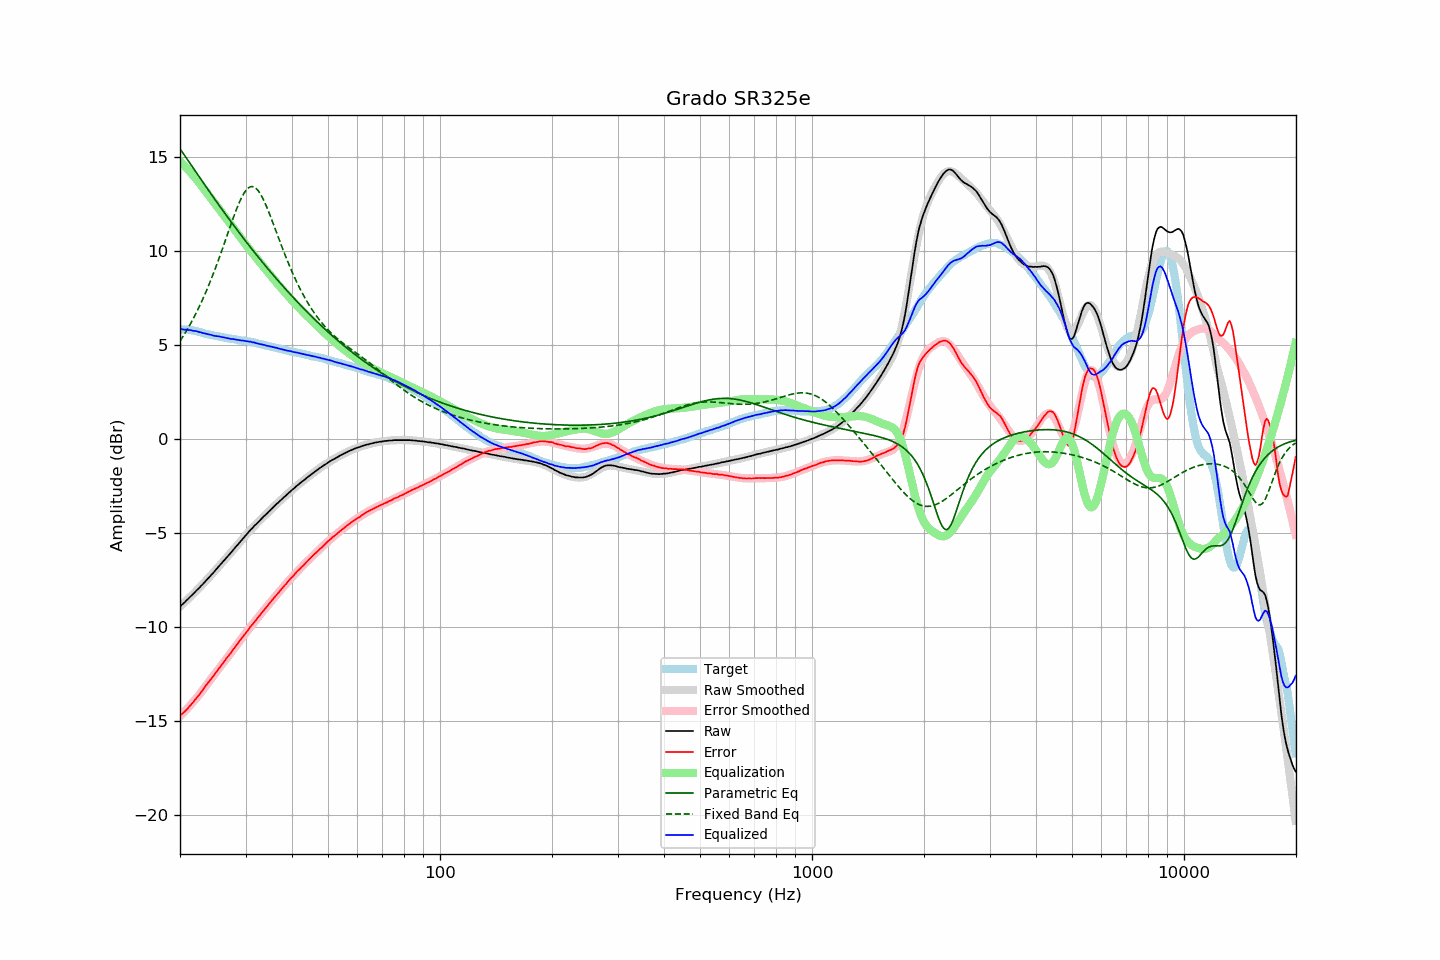 Grado SR325e
Amplitude (dBr)
15
10
5
0
−5
−10
−15
−20
Target
Raw Smoothed
Error Smoothed
Raw
Error
Equalization
Parametric Eq
Fixed Band Eq
Equalized
100
1000
10000
Frequency (Hz)